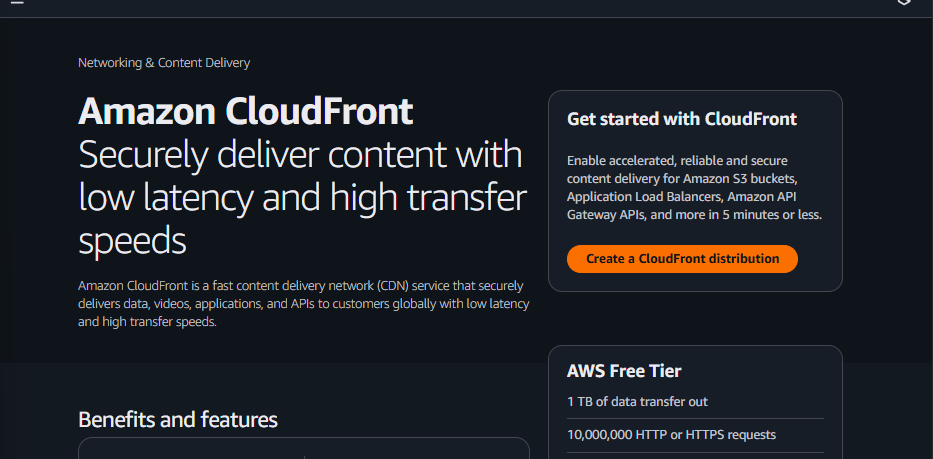 Networking & Content Delivery
Amazon CloudFront
Securely deliver content with
low latency and high transfer
speeds
Amazon CloudFront is a fast content delivery network (CDN) service that securely
delivers data, videos, applications, and APIs to customers globally with low latency
and high transfer speeds.
Benefits and features
Get started with CloudFront
Enable accelerated, reliable and secure
content delivery for Amazon S3 buckets,
Application Load Balancers, Amazon API
Gateway APIs, and more in 5 minutes or less.
Create a CloudFront distribution
AWS Free Tier
1 TB of data transfer out
10,000,000 HTTP or HTTPS requests